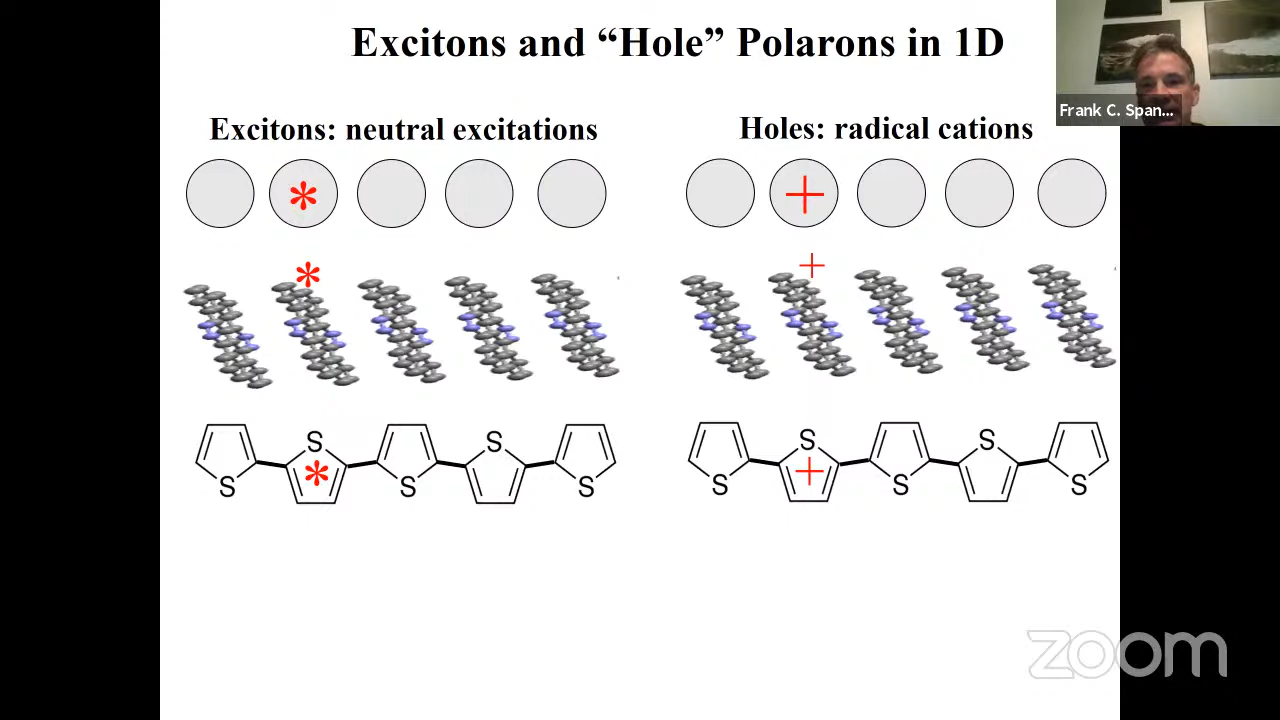 Excitons and “Hole” Polarons in 1D
Frank C. Span...
Excitons: neutral excitations
Holes: radical cations
*
+
*
+
S S S S S
*
S S S S S
+
zoom